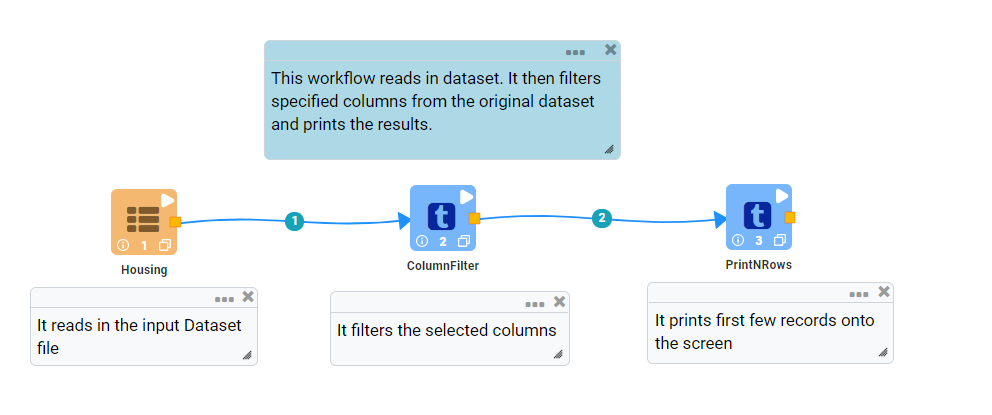 This workflow reads in dataset. It then filters
specified columns from the original dataset
and prints the results.
1
2
t
t
1
2
3
Housing
ColumnFilter
PrintNRows
It reads in the input Dataset
file
It filters the selected columns
It prints first few records onto
the screen